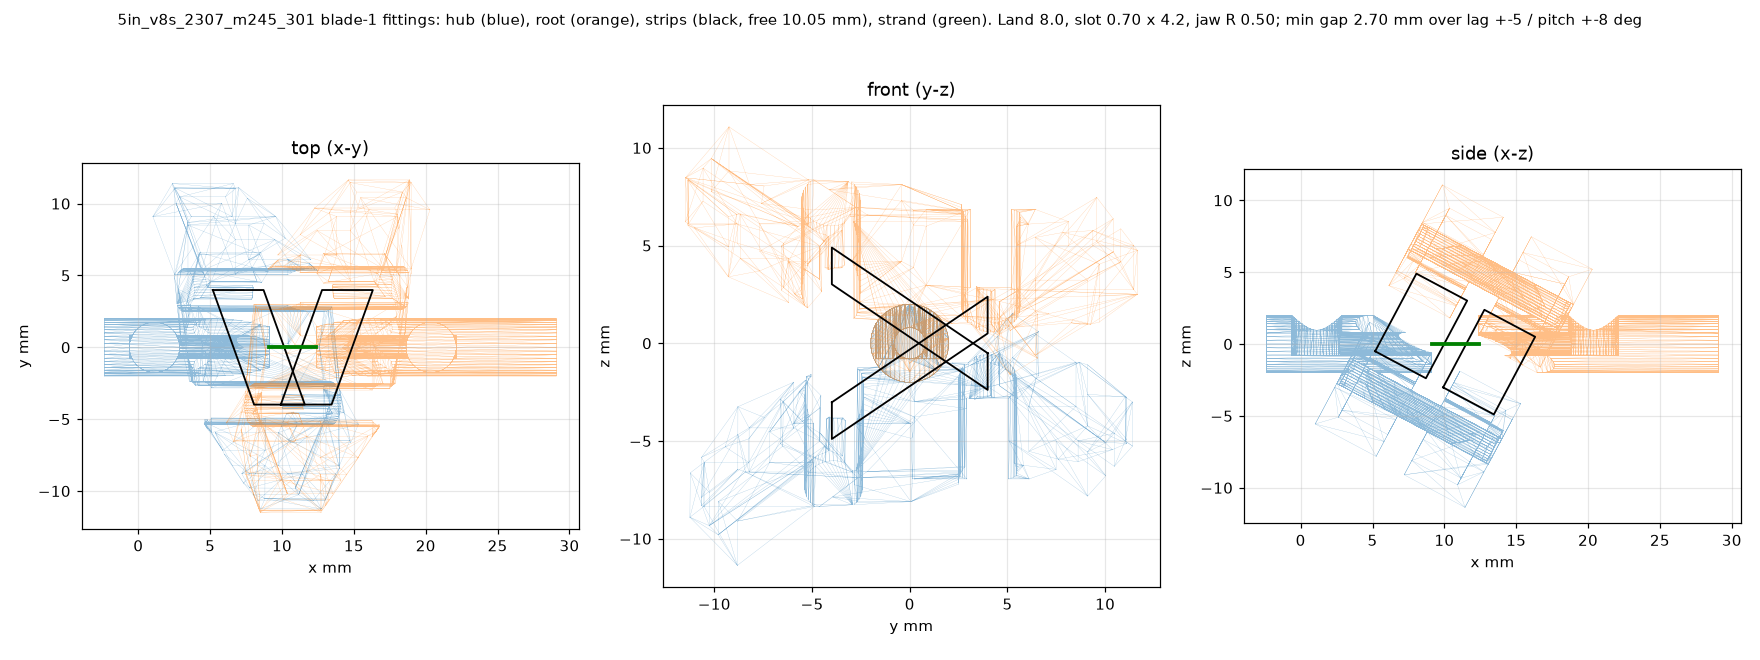 5in_v8s_2307_m245_301 blade-1 fittings: hub (blue), root (orange), strips (black, free 10.05 mm), strand (green). Land 8.0, slot 0.70 x 4.2, jaw R 0.50; min gap 2.70 mm over lag +-5 / pitch +-8 deg
top (x-y)
10
5
0
−5
−10
y mm
0 5 10 15 20 25 30
x mm
front (y-z)
10
5
0
−5
−10
z mm
−10 −5 0 5 10
y mm
side (x-z)
10
5
0
−5
−10
z mm
0 5 10 15 20 25 30
x mm